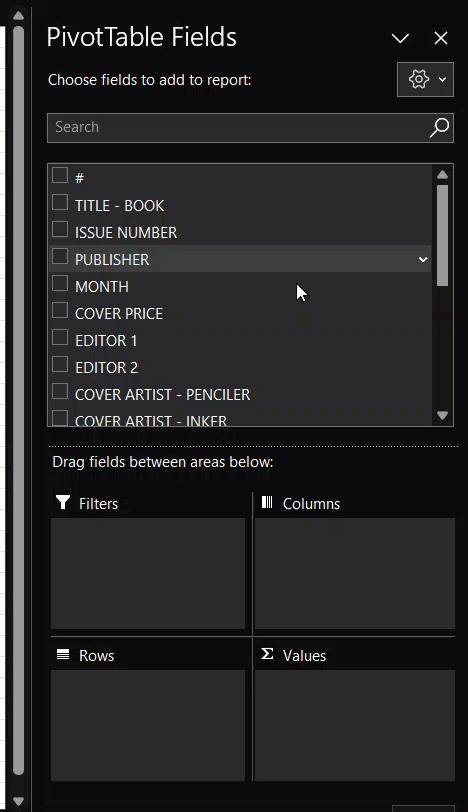 PivotTable Fields
Choose fields to add to report:
Search
#
TITLE - BOOK
ISSUE NUMBER
PUBLISHER
MONTH
COVER PRICE
EDITOR 1
EDITOR 2
COVER ARTIST - PENCILER
COVER ARTIST - INKER
Drag fields between areas below:
Filters
Columns
Rows
Σ Values